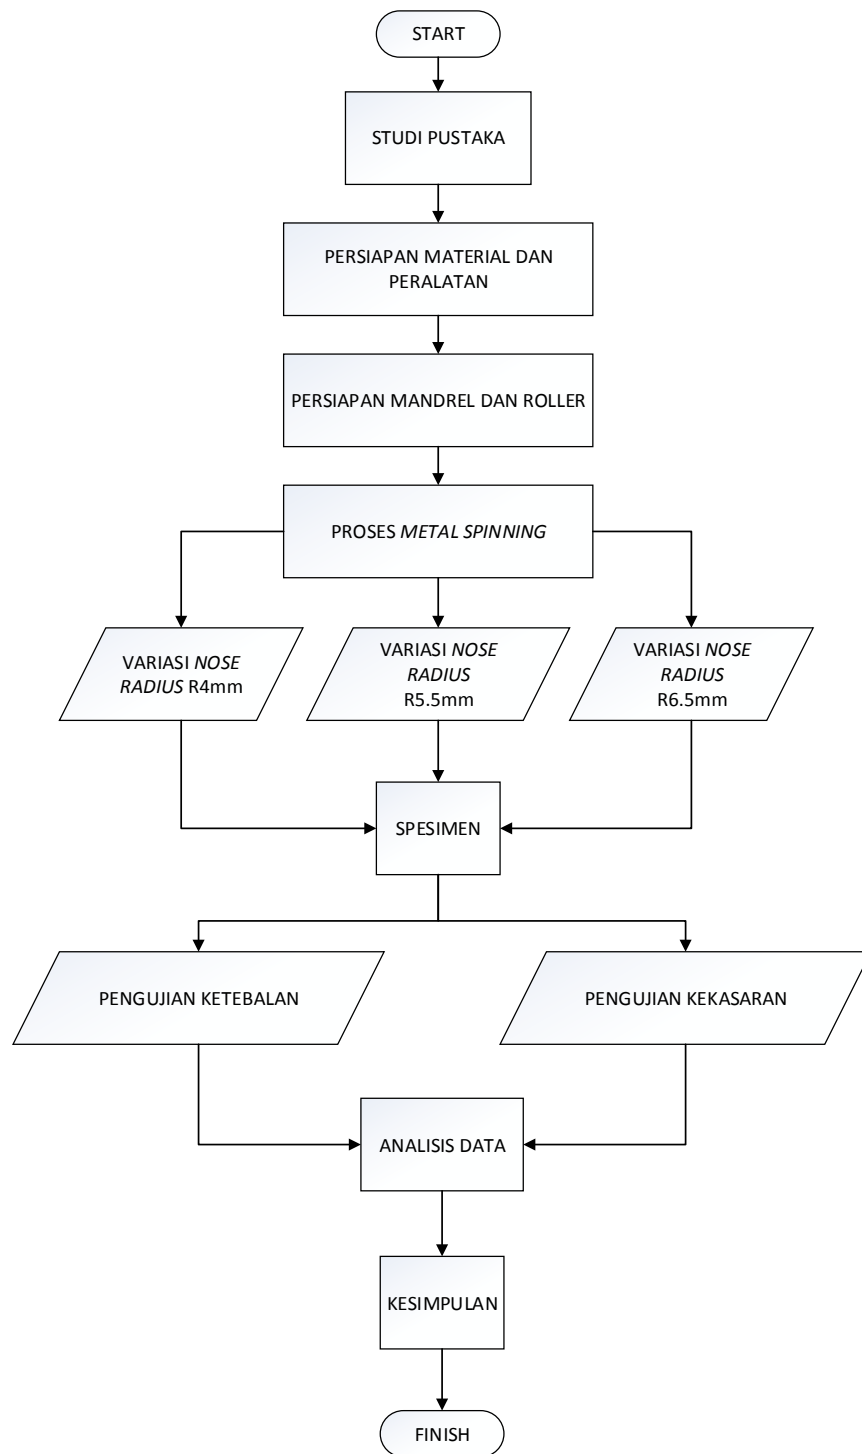 START
STUDI PUSTAKA
PERSIAPAN MATERIAL DAN
PERALATAN
PERSIAPAN MANDREL DAN ROLLER
PROSES METAL SPINNING
VARIASI NOSE
RADIUS R4mm
VARIASI NOSE
RADIUS
R5.5mm
VARIASI NOSE
RADIUS
R6.5mm
SPESIMEN
PENGUJIAN KETEBALAN
PENGUJIAN KEKASARAN
ANALISIS DATA
KESIMPULAN
FINISH